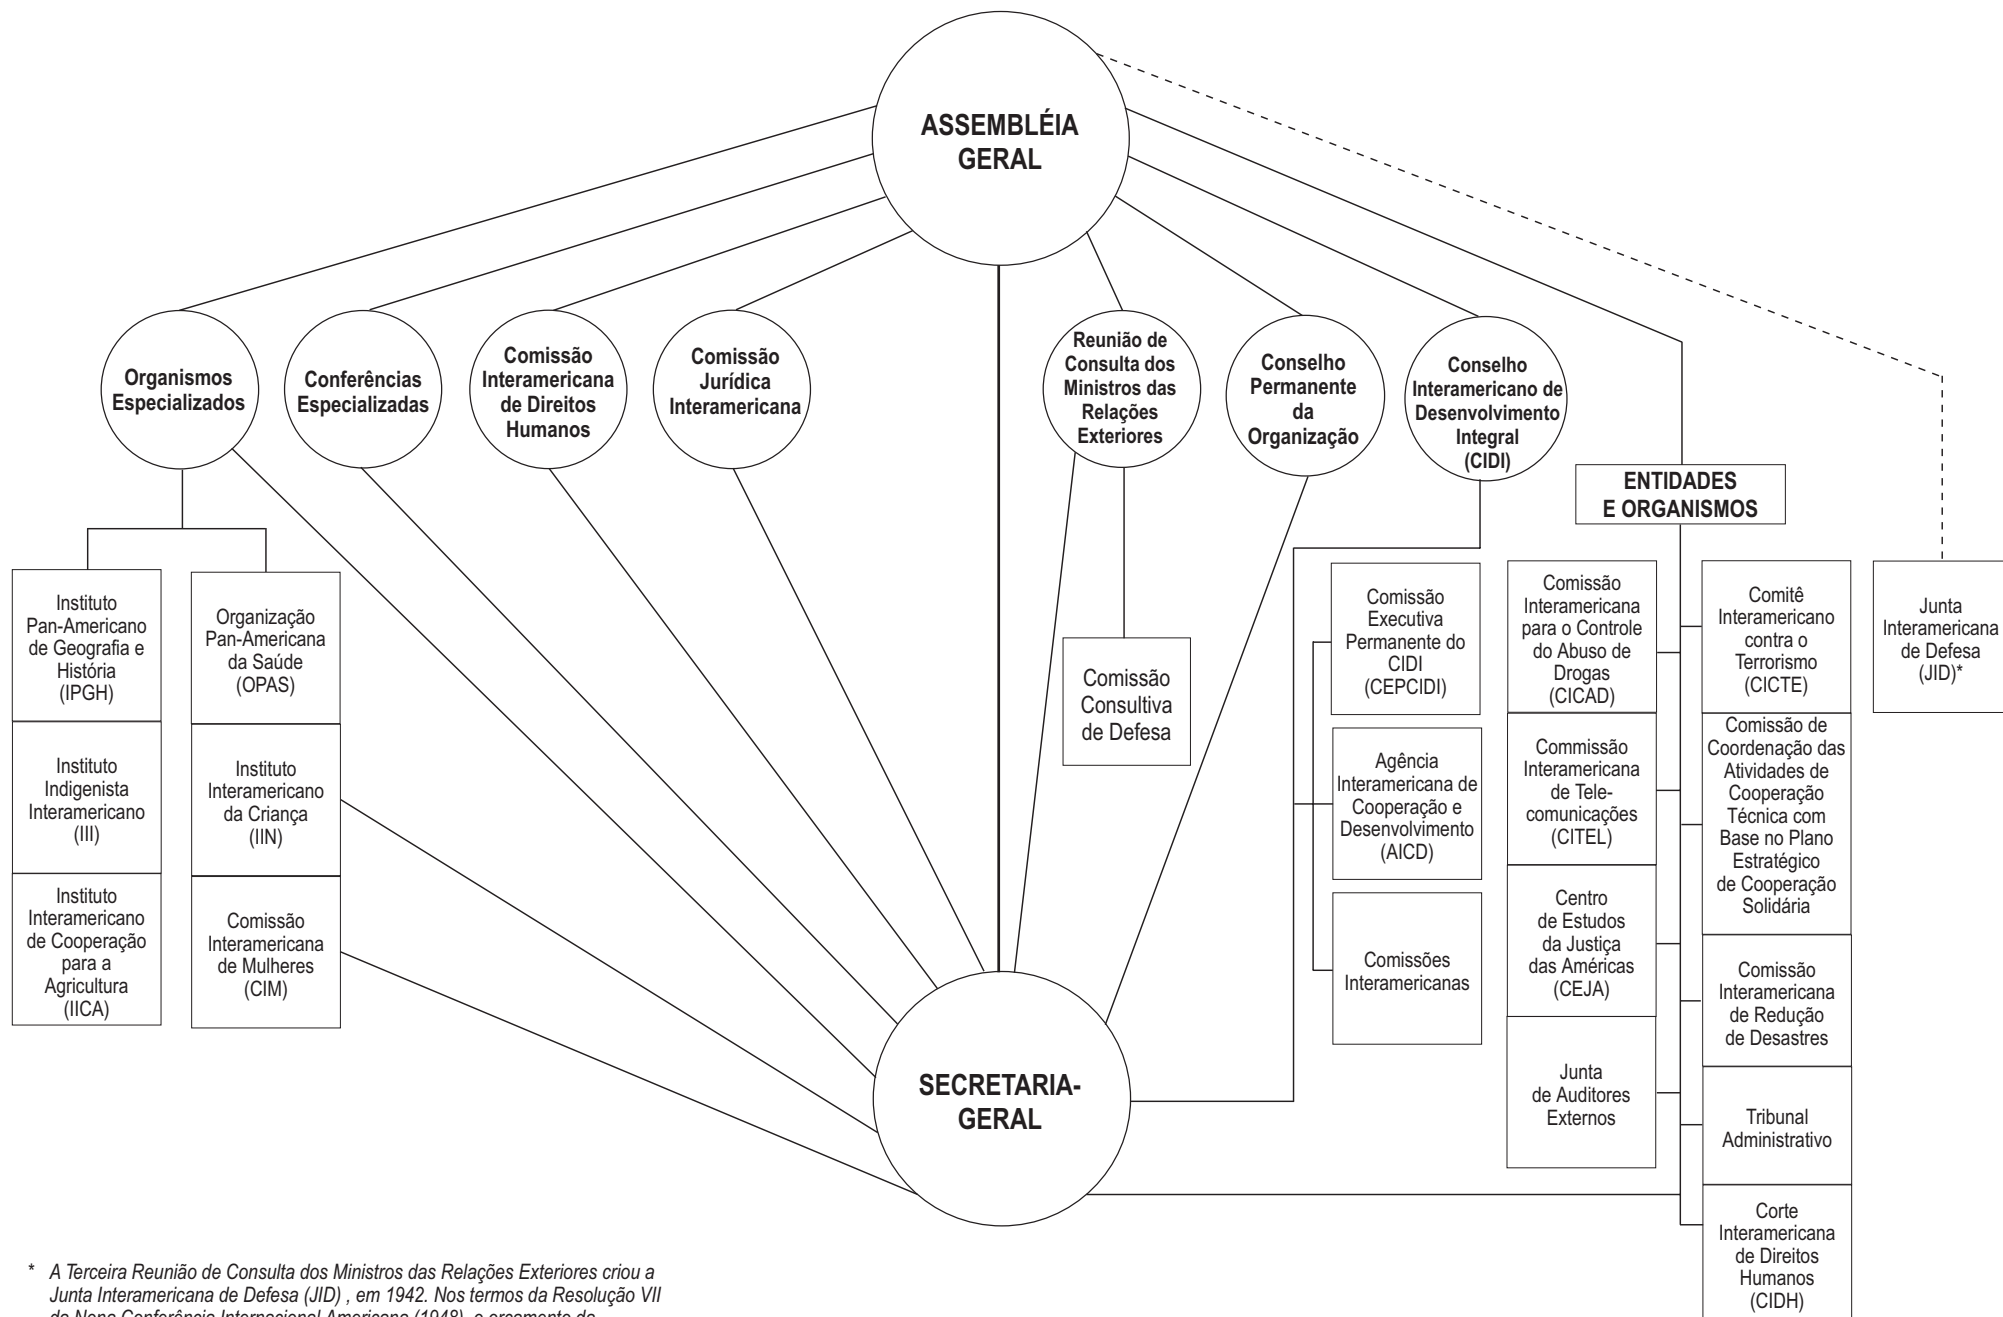 ASSEMBLÉIA
GERAL
Organismos
Especializados
Conferências
Especializadas
Comissão
Interamericana
de Direitos
Humanos
Comissão
Jurídica
Interamericana
Reunião de
Consulta dos
Ministros das
Relações
Exteriores
Conselho
Permanente
da
Organização
Conselho
Interamericano de
Desenvolvimento
Integral
(CIDI)
ENTIDADES
E ORGANISMOS
Instituto
Pan-Americano
de Geografia e
História
(IPGH)
Instituto
Indigenista
Interamericano
(III)
Instituto
Interamericano
de Cooperação
para a
Agricultura
(IICA)
Organização
Pan-Americana
da Saúde
(OPAS)
Instituto
Interamericano
da Criança
(IIN)
Comissão
Interamericana
de Mulheres
(CIM)
Comissão
Consultiva
de Defesa
Comissão
Executiva
Permanente do
CIDI
(CEPCIDI)
Agência
Interamericana de
Cooperação e
Desenvolvimento
(AICD)
Comissões
Interamericanas
Comissão
Interamericana
para o Controle
do Abuso de
Drogas
(CICAD)
Commissão
Interamericana
de Tele-
comunicações
(CITEL)
Centro
de Estudos
da Justiça
das Américas
(CEJA)
Junta
de Auditores
Externos
Comitê
Interamericano
contra o
Terrorismo
(CICTE)
Comissão de
Coordenação das
Atividades de
Cooperação
Técnica com
Base no Plano
Estratégico
de Cooperação
Solidária
Comissão
Interamericana
de Redução
de Desastres
Tribunal
Administrativo
Corte
Interamericana
de Direitos
Humanos
(CIDH)
Junta
Interamericana
de Defesa
(JID)*
SECRETARIA-
GERAL
* A Terceira Reunião de Consulta dos Ministros das Relações Exteriores criou a
Junta Interamericana de Defesa (JID) , em 1942. Nos termos da Resolução VII
da Nona Conferência Internacional Americana (1948), o orçamento da